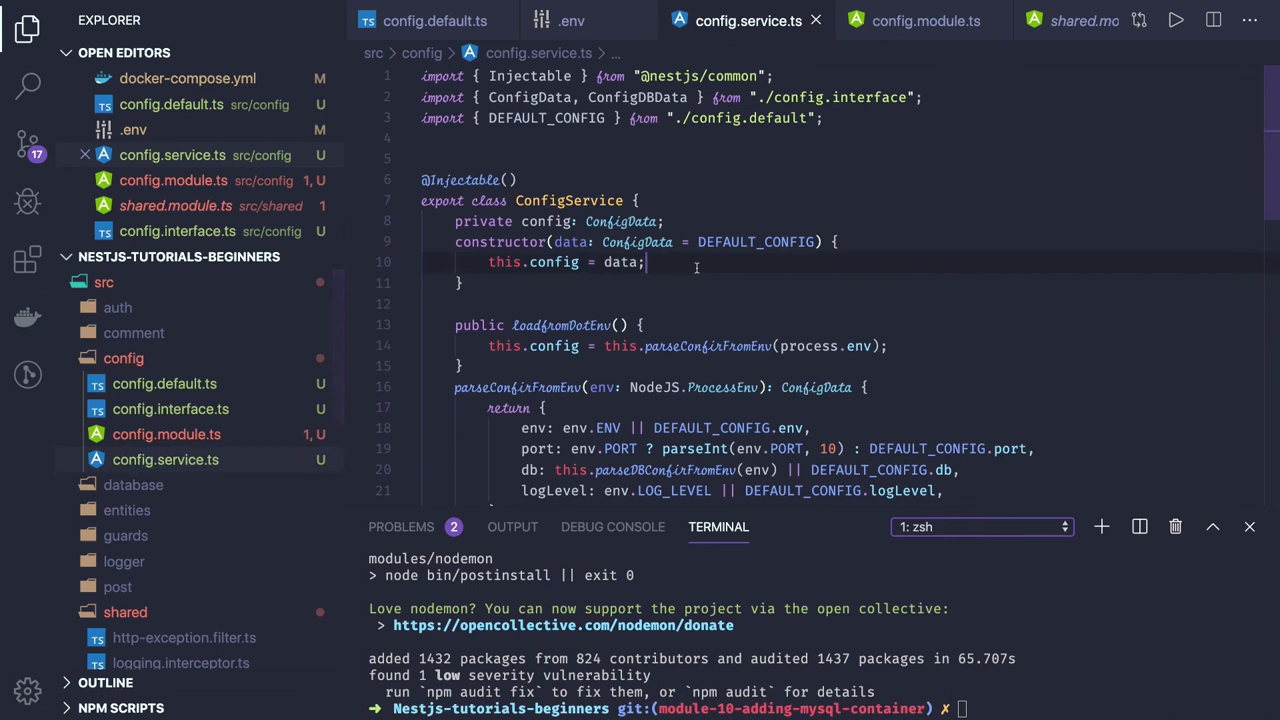 EXPLORER
OPEN EDITORS
docker-compose.yml M
TS config.default.ts src/config U
.env M
config.service.ts src/config U
config.module.ts src/config 1, U
shared.module.ts src/shared 1
config.interface.ts src/config U
NESTJS-TUTORIALS-BEGINNERS
src
auth
comment
config
TS config.default.ts U
TS config.interface.ts U
config.module.ts 1, U
config.service.ts U
database
entities
guards
logger
post
shared
TS http-exception.filter.ts
TS logging.interceptor.ts
OUTLINE
NPM SCRIPTS
17
TS config.default.ts
.env
config.service.ts
config.module.ts
shared.mo
src > config > config.service.ts > ...
1 import { Injectable } from "@nestjs/common";
2 import { ConfigData, ConfigDBData } from "./config.interface";
3 import { DEFAULT_CONFIG } from "./config.default";
4
5
6 @Injectable()
7 export class ConfigService {
8 private config: ConfigData;
9 constructor(data: ConfigData = DEFAULT_CONFIG) {
10 this.config = data;
11 }
12
13 public loadfromDotEnv() {
14 this.config = this.parseConfirFromEnv(process.env);
15 }
16 parseConfirFromEnv(env: NodeJS.ProcessEnv): ConfigData {
17 return {
18 env: env.ENV || DEFAULT_CONFIG.env,
19 port: env.PORT ? parseInt(env.PORT, 10) : DEFAULT_CONFIG.port,
20 db: this.parseDBConfirFromEnv(env) || DEFAULT_CONFIG.db,
21 logLevel: env.LOG_LEVEL || DEFAULT_CONFIG.logLevel,
PROBLEMS 2 OUTPUT DEBUG CONSOLE TERMINAL 1: zsh
modules/nodemon
> node bin/postinstall || exit 0
Love nodemon? You can now support the project via the open collective:
> https://opencollective.com/nodemon/donate
added 1432 packages from 824 contributors and audited 1437 packages in 65.707s
found 1 low severity vulnerability
run `npm audit fix` to fix them, or `npm audit` for details
➜ Nestjs-tutorials-beginners git:(module-10-adding-mysql-container) ✗